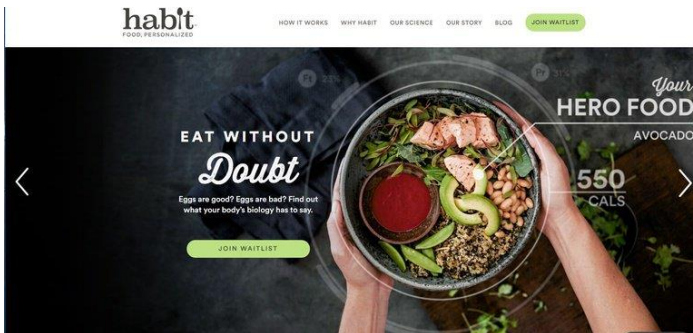 habit
FOOD, PERSONALIZED
HOW IT WORKS WHY HABIT OUR SCIENCE OUR STORY BLOG JOIN WAITLIST
Your
HERO FOOD
AVOCADO
550
CALS
EAT WITHOUT
Doubt
Eggs are good? Eggs are bad? Find out
what your body's biology has to say.
JOIN WAITLIST
Pr